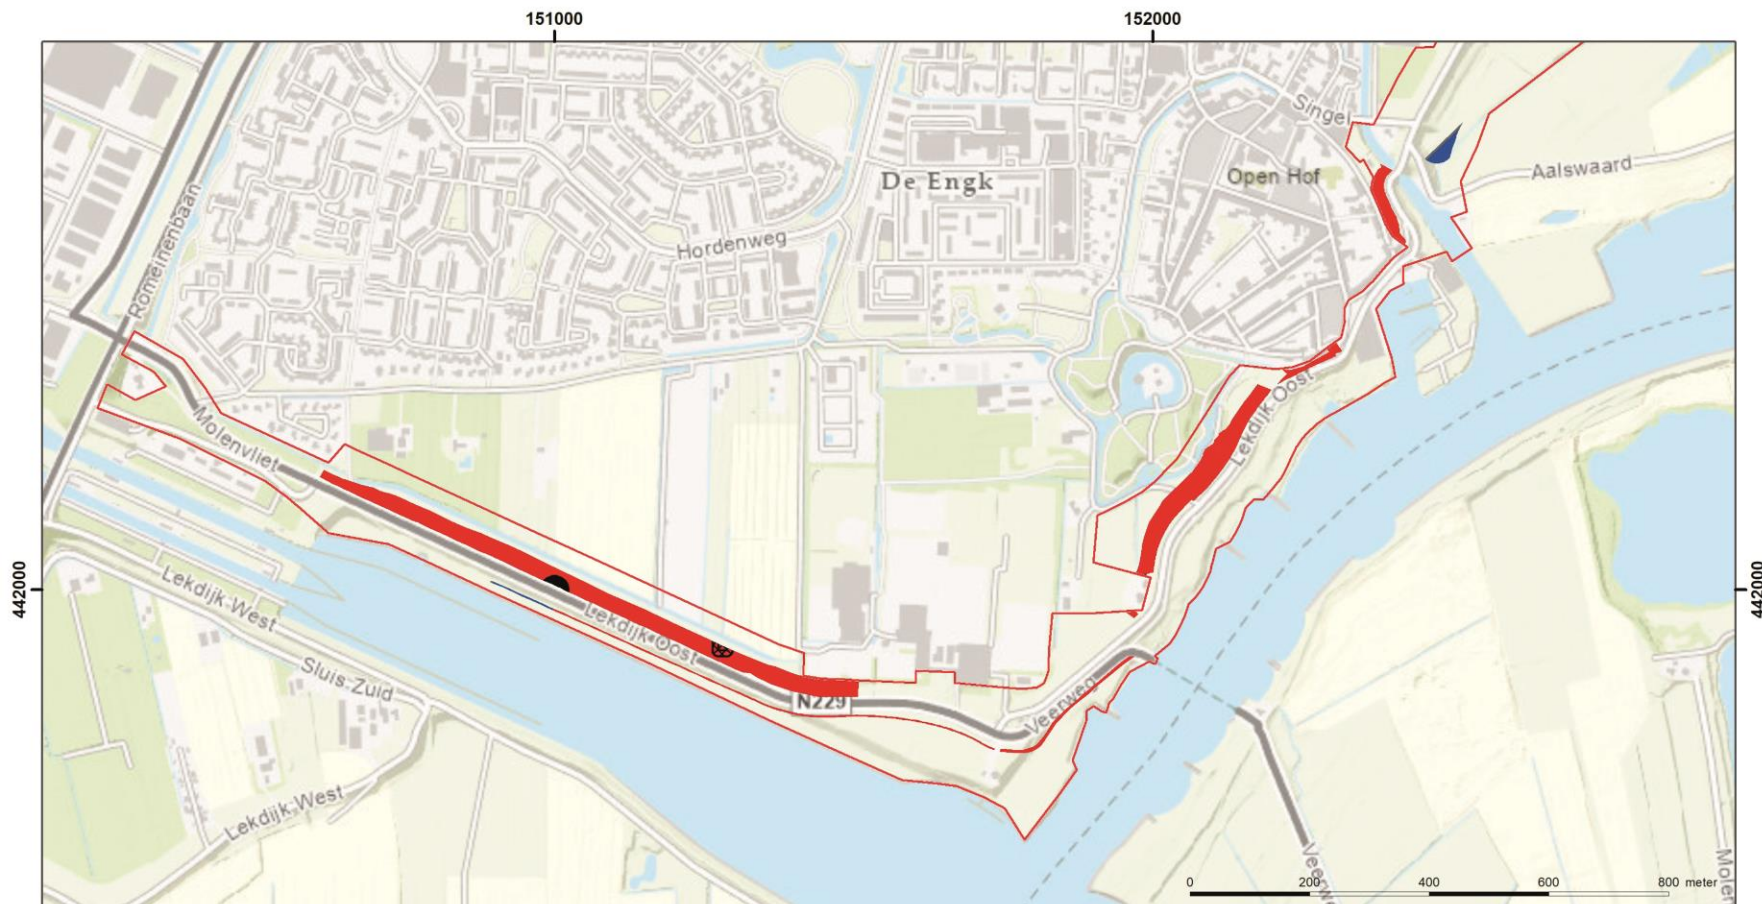 151000
152000
Singel
Open Hof
Aalswaard
De Engk
Romeinenbaan
Hordenweg
Molenvliet
Lekdijk Oost
442000
442000
Lekdijk-West
Lekdijk-Oost
Sluis-Zuid
N229
Veerweg
Lekdijk-West
0 200 400 600 800 meter